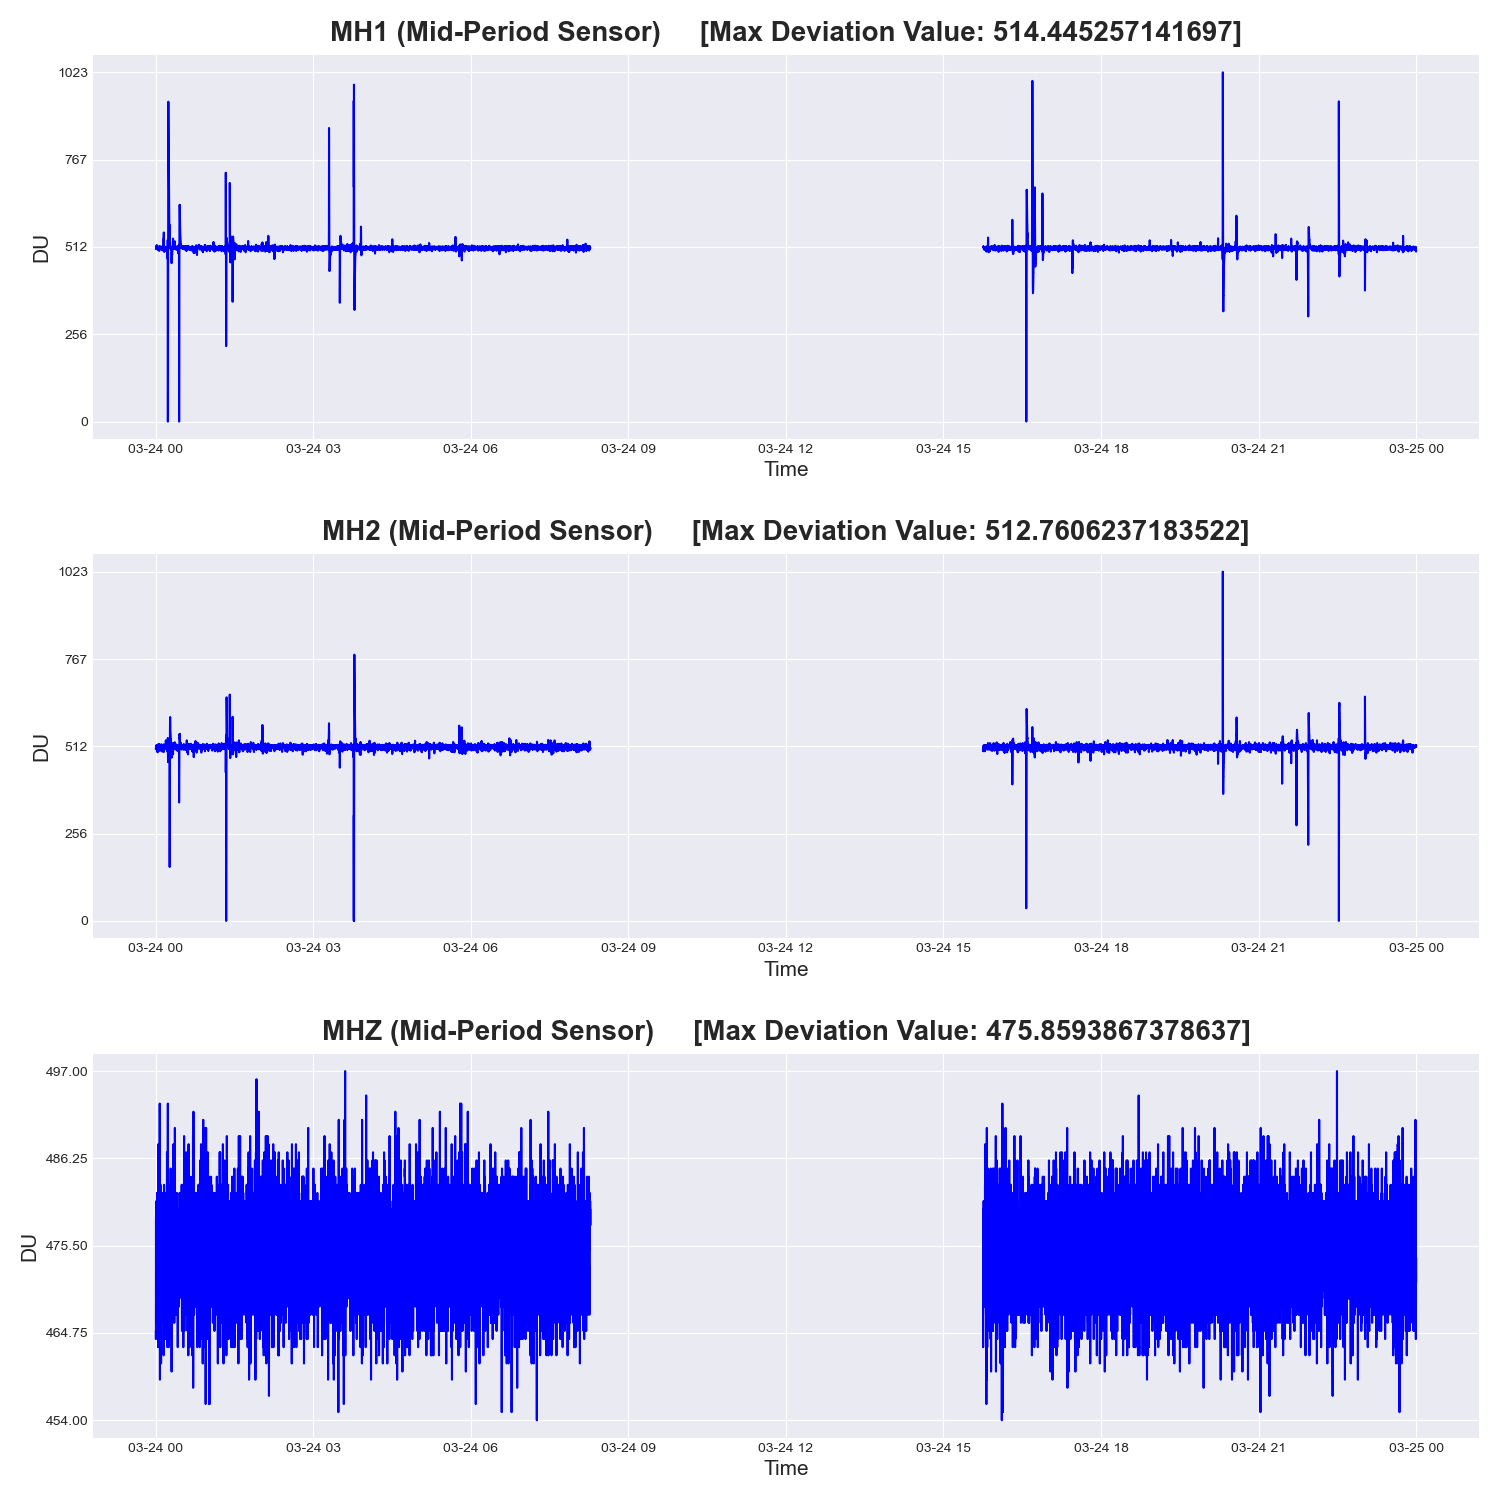 MH1 (Mid-Period Sensor) [Max Deviation Value: 514.445257141697]
1023
767
512
256
0
DU
03-24 00 03-24 03 03-24 06 03-24 09 03-24 12 03-24 15 03-24 18 03-24 21 03-25 00
Time
MH2 (Mid-Period Sensor) [Max Deviation Value: 512.7606237183522]
1023
767
512
256
0
DU
03-24 00 03-24 03 03-24 06 03-24 09 03-24 12 03-24 15 03-24 18 03-24 21 03-25 00
Time
MHZ (Mid-Period Sensor) [Max Deviation Value: 475.8593867378637]
497.00
486.25
475.50
464.75
454.00
DU
03-24 00 03-24 03 03-24 06 03-24 09 03-24 12 03-24 15 03-24 18 03-24 21 03-25 00
Time